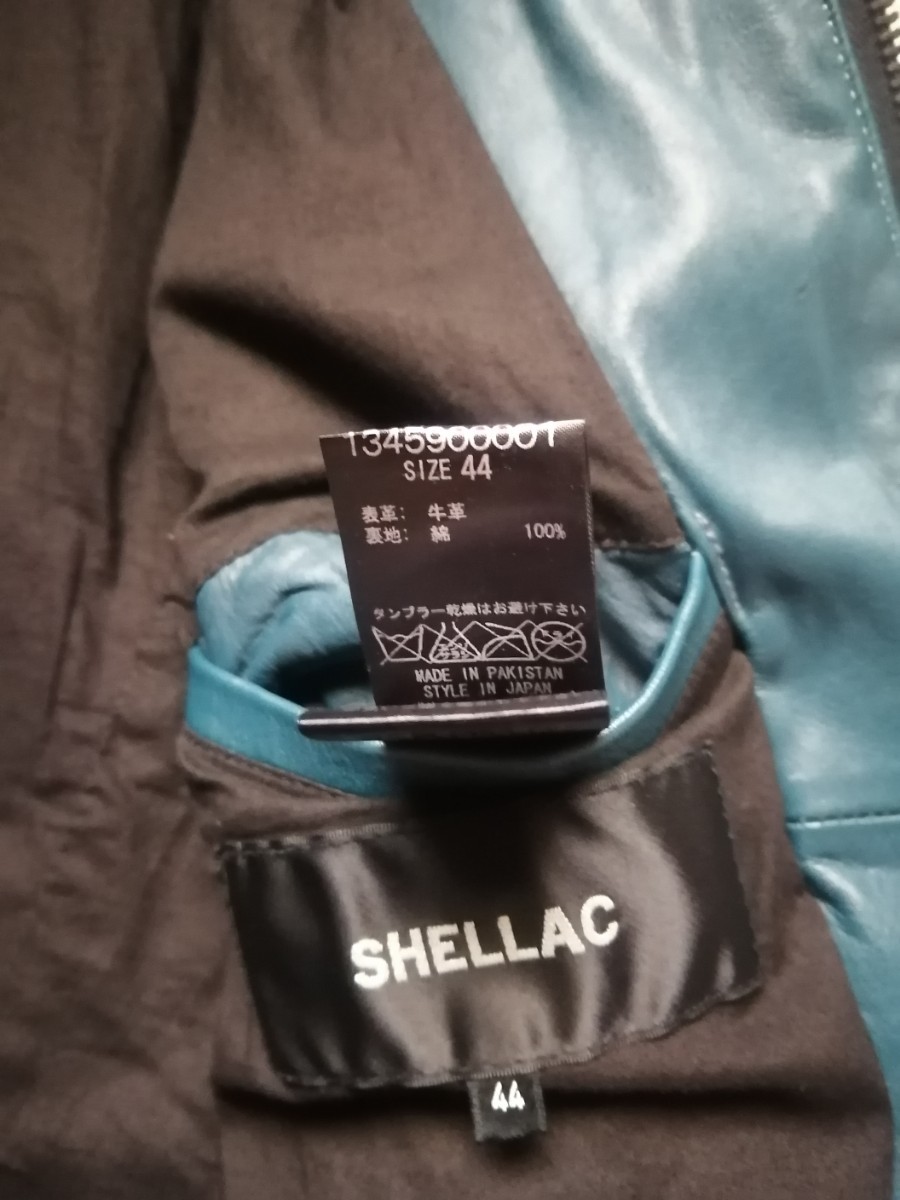 1345900001
SIZE 44
表革: 牛革
裏地: 綿 100%
タンブラー乾燥はお避け下さい
MADE IN PAKISTAN
STYLE IN JAPAN
SHELLAC
44